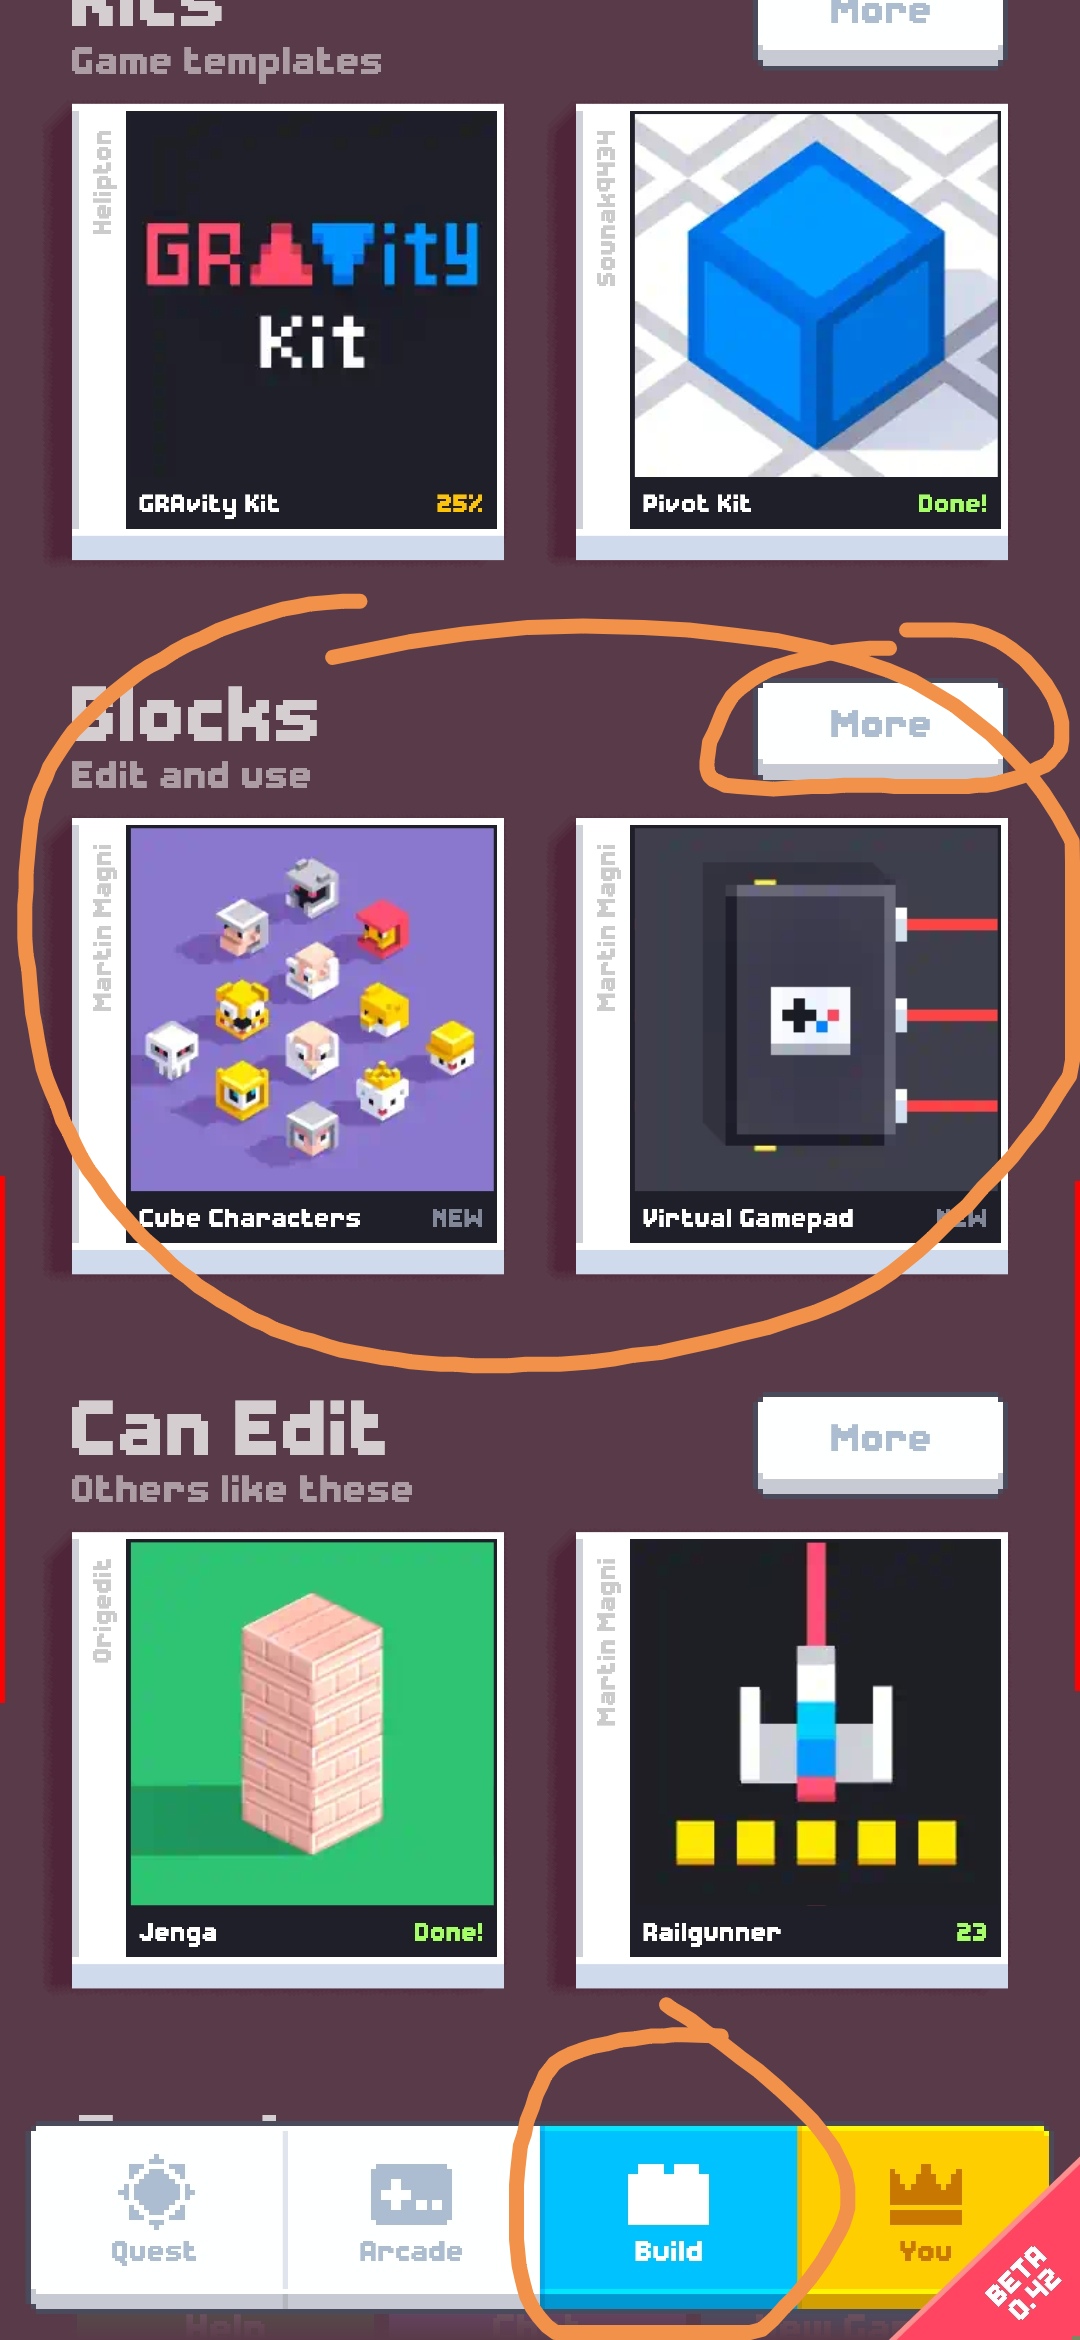 Kits
More
Game templates
Helipton
GRAvity
Kit
GRAvity Kit 25%
Sounak9434
Pivot Kit Done!
Blocks
More
Edit and use
Martin Magni
Cube Characters NEW
Martin Magni
Virtual Gamepad NEW
Can Edit
More
Others like these
Origedit
Jenga Done!
Martin Magni
Railgunner 23
Quest Arcade Build You
BETA
0.42
Help